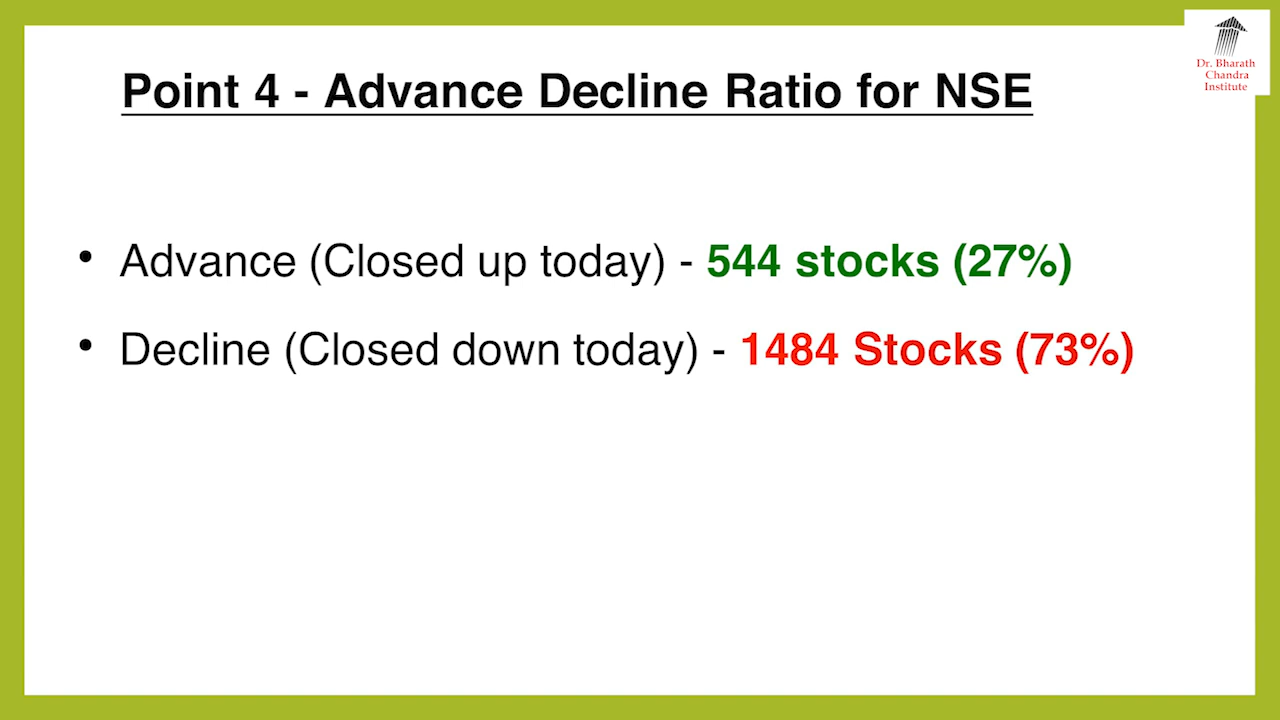 Dr. Bharath
Chandra
Institute
Point 4 - Advance Decline Ratio for NSE
• Advance (Closed up today) - 544 stocks (27%)
• Decline (Closed down today) - 1484 Stocks (73%)